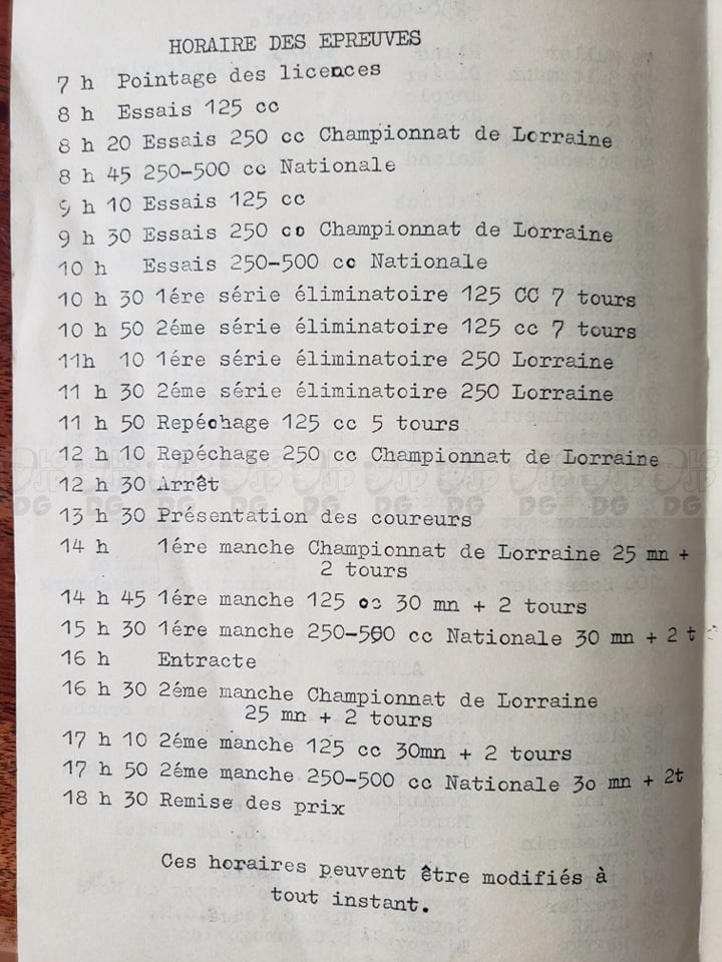 HORAIRE DES EPREUVES
7 h Pointage des licences
8 h Essais 125 cc
8 h 20 Essais 250 cc Championnat de Lorraine
8 h 45 250-500 cc Nationale
9 h 10 Essais 125 cc
9 h 30 Essais 250 cc Championnat de Lorraine
10 h Essais 250-500 cc Nationale
10 h 30 1ére série éliminatoire 125 CC 7 tours
10 h 50 2éme série éliminatoire 125 cc 7 tours
11h 10 1ére série éliminatoire 250 Lorraine
11 h 30 2éme série éliminatoire 250 Lorraine
11 h 50 Repéchage 125 cc 5 tours
12 h 10 Repéchage 250 cc Championnat de Lorraine
12 h 30 Arrêt
13 h 30 Présentation des coureurs
14 h 1ére manche Championnat de Lorraine 25 mn +
2 tours
14 h 45 1ére manche 125 cc 30 mn + 2 tours
15 h 30 1ére manche 250-500 cc Nationale 30 mn + 2 t
16 h Entracte
16 h 30 2éme manche Championnat de Lorraine
25 mn + 2 tours
17 h 10 2éme manche 125 cc 30mn + 2 tours
17 h 50 2éme manche 250-500 cc Nationale 3o mn + 2t
18 h 30 Remise des prix
Ces horaires peuvent être modifiés à
tout instant.